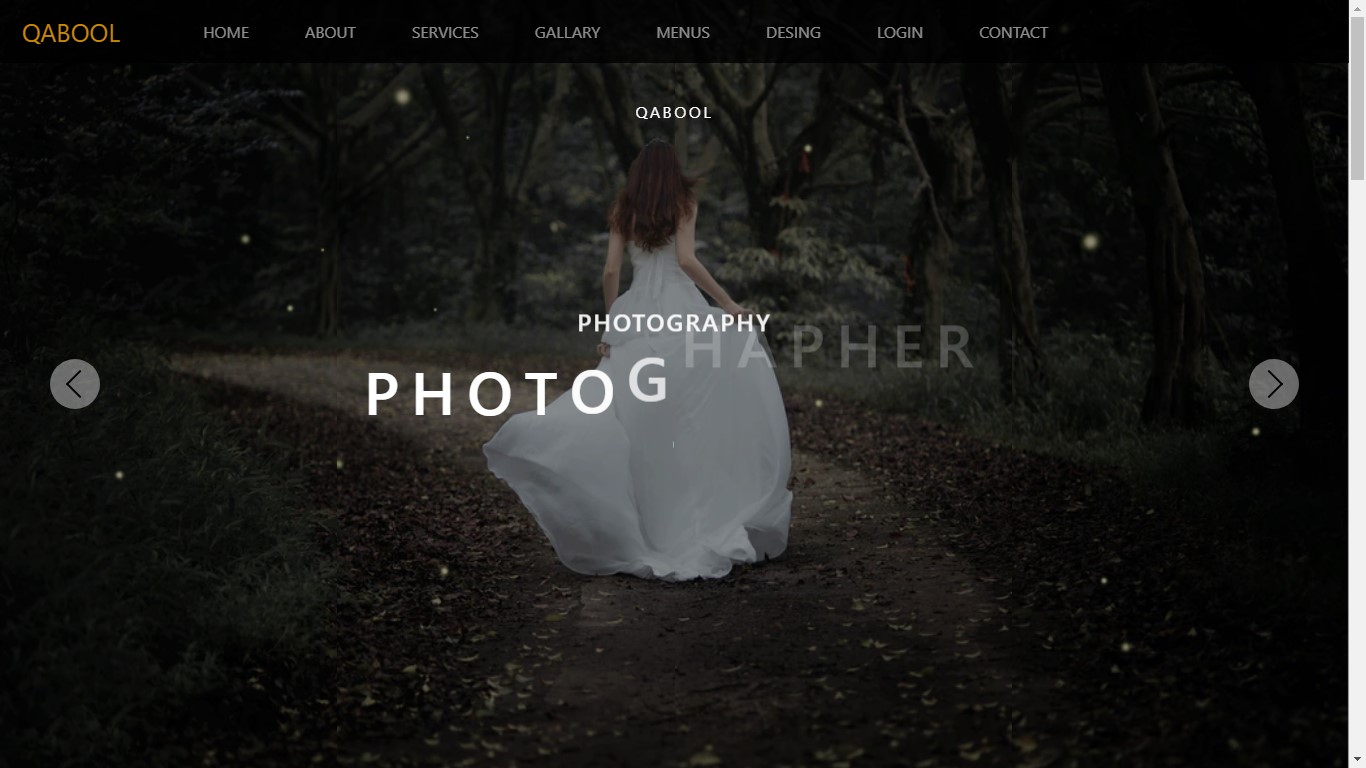 QABOOL HOME ABOUT SERVICES GALLARY MENUS DESING LOGIN CONTACT
QABOOL
PHOTOGRAPHY
PHOTOGHAPHER